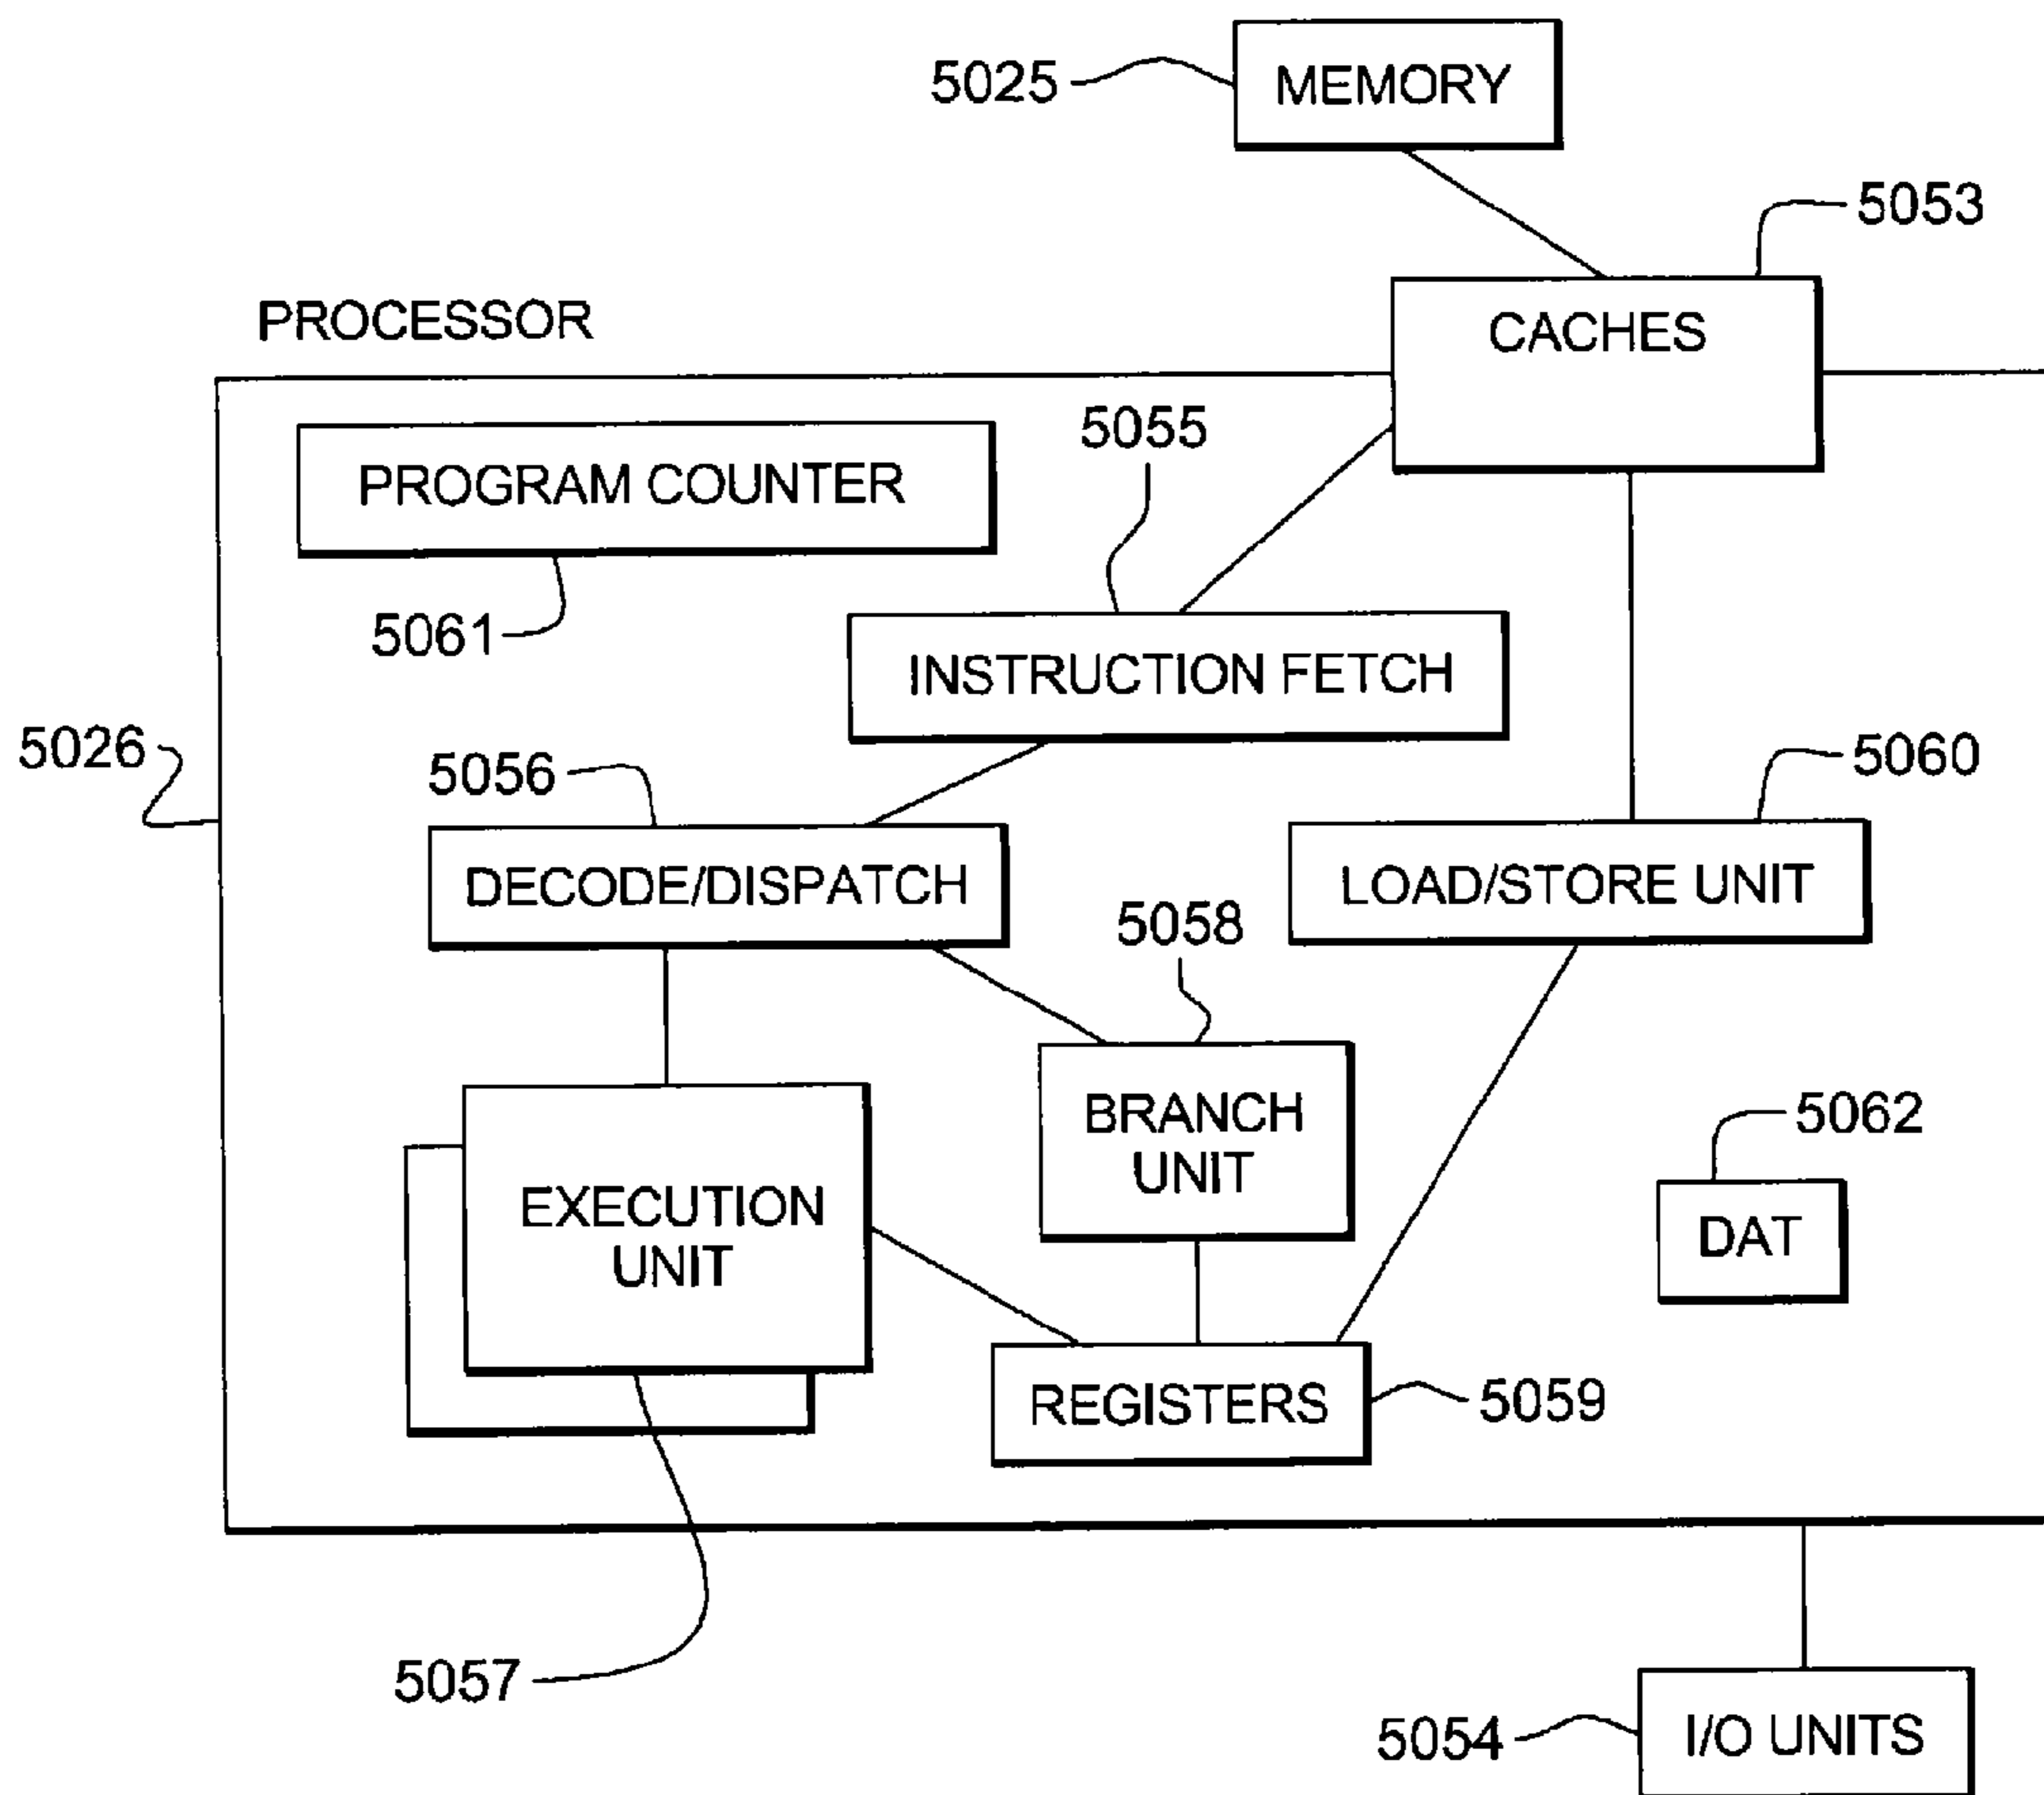 MEMORY
5025
5053
CACHES
PROCESSOR
5055
PROGRAM COUNTER
5061
INSTRUCTION FETCH
5026
5056
5060
DECODE/DISPATCH
LOAD/STORE UNIT
5058
BRANCH
UNIT
5062
EXECUTION
UNIT
DAT
REGISTERS
5059
5057
5054
I/O UNITS